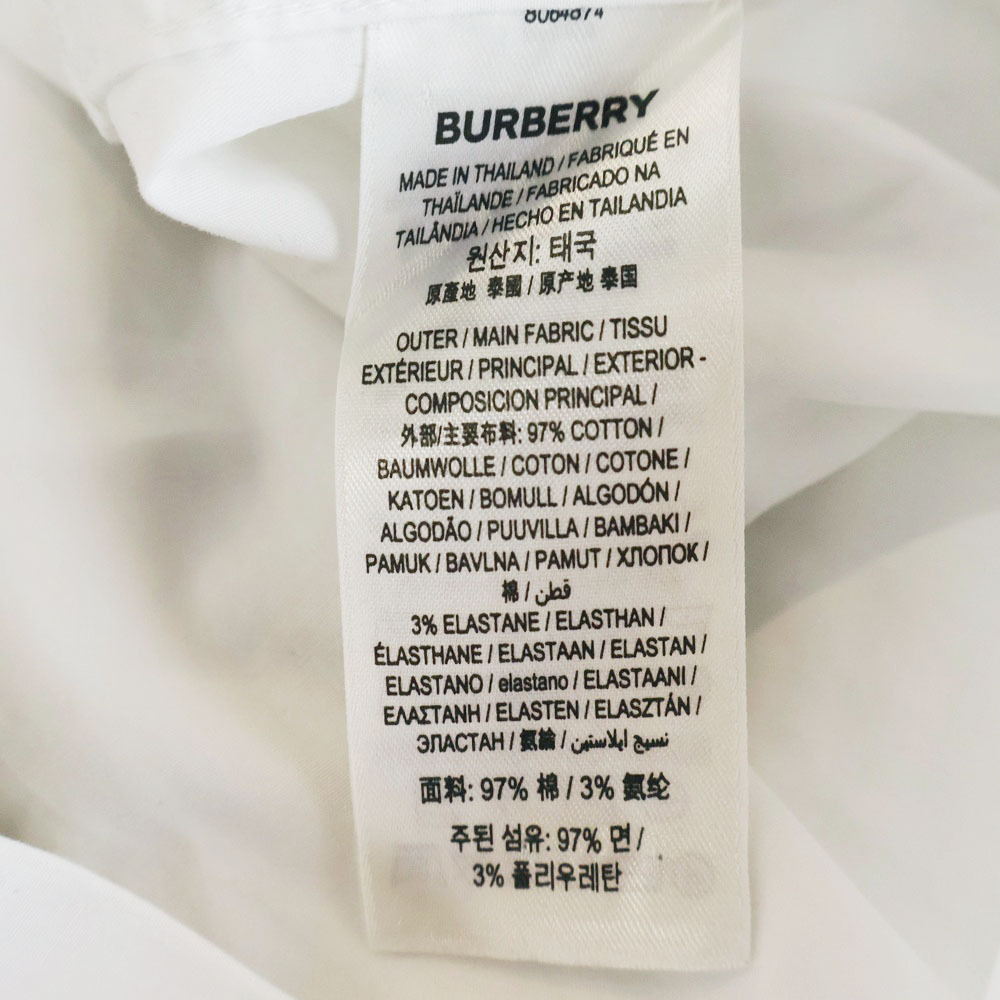 8064874
BURBERRY
MADE IN THAILAND / FABRIQUÉ EN
THAÏLANDE / FABRICADO NA
TAILÂNDIA / HECHO EN TAILANDIA
원산지: 태국
原產地 泰國 / 原产地 泰国
OUTER / MAIN FABRIC / TISSU
EXTÉRIEUR / PRINCIPAL / EXTERIOR -
COMPOSICION PRINCIPAL /
外部/主要布料: 97% COTTON /
BAUMWOLLE / COTON / COTONE /
KATOEN / BOMULL / ALGODÓN /
ALGODÃO / PUUVILLA / BAMBAKI /
PAMUK / BAVLNA / PAMUT / ХЛОПОК /
棉 / قطن
3% ELASTANE / ELASTHAN /
ÉLASTHANE / ELASTAAN / ELASTAN /
ELASTANO / elastano / ELASTAANI /
ΕΛΑΣΤΑΝΗ / ELASTEN / ELASZTÁN /
ЭЛАСТАН / 氨綸 / نسيج ايلاستين
面料: 97% 棉 / 3% 氨纶
주된 섬유: 97% 면 /
3% 폴리우레탄